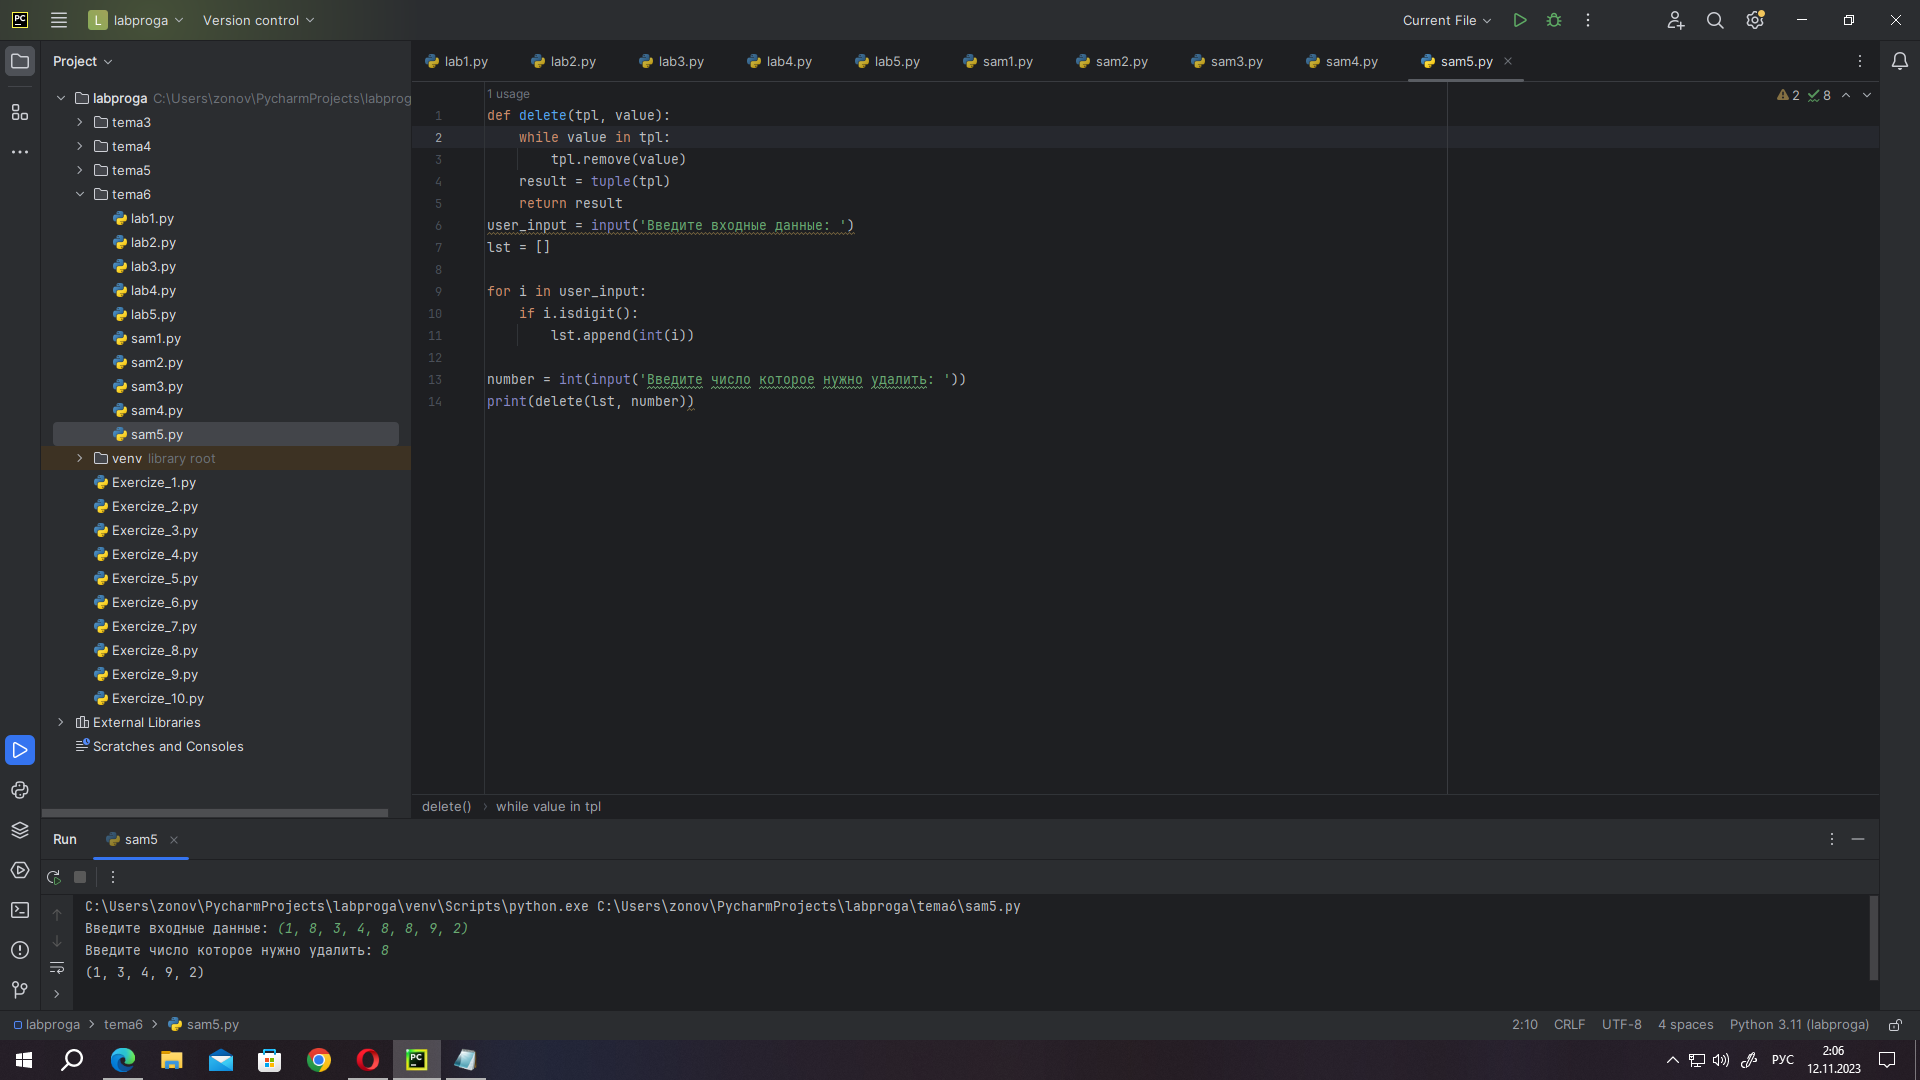 PC L labproga Version control Current File
Project
lab1.py lab2.py lab3.py lab4.py lab5.py sam1.py sam2.py sam3.py sam4.py sam5.py
labproga C:\Users\zonov\PycharmProjects\labprog
tema3
tema4
tema5
tema6
lab1.py
lab2.py
lab3.py
lab4.py
lab5.py
sam1.py
sam2.py
sam3.py
sam4.py
sam5.py
venv library root
Exercize_1.py
Exercize_2.py
Exercize_3.py
Exercize_4.py
Exercize_5.py
Exercize_6.py
Exercize_7.py
Exercize_8.py
Exercize_9.py
Exercize_10.py
External Libraries
Scratches and Consoles
1 usage
2 8
1 def delete(tpl, value):
2 while value in tpl:
3 tpl.remove(value)
4 result = tuple(tpl)
5 return result
6 user_input = input('Введите входные данные: ')
7 lst = []
8
9 for i in user_input:
10 if i.isdigit():
11 lst.append(int(i))
12
13 number = int(input('Введите число которое нужно удалить: '))
14 print(delete(lst, number))
delete() while value in tpl
Run sam5
C:\Users\zonov\PycharmProjects\labproga\venv\Scripts\python.exe C:\Users\zonov\PycharmProjects\labproga\tema6\sam5.py
Введите входные данные: (1, 8, 3, 4, 8, 8, 9, 2)
Введите число которое нужно удалить: 8
(1, 3, 4, 9, 2)
labproga tema6 sam5.py 2:10 CRLF UTF-8 4 spaces Python 3.11 (labproga)
PC РУС 2:06
12.11.2023